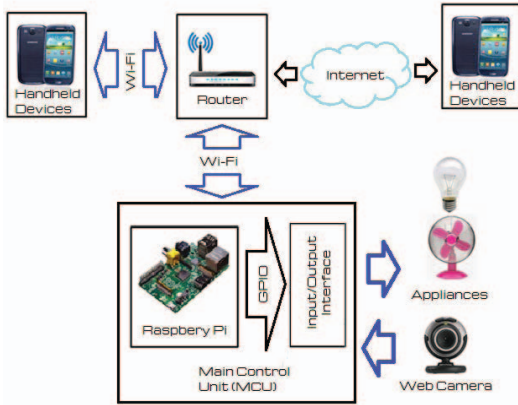 Handheld
Devices
Wi-Fi
Router
Internet
Handheld
Devices
Wi-Fi
Raspbery Pi
GPIO
Input/Output
Interface
Main Control
Unit (MCU)
Appliances
Web Camera